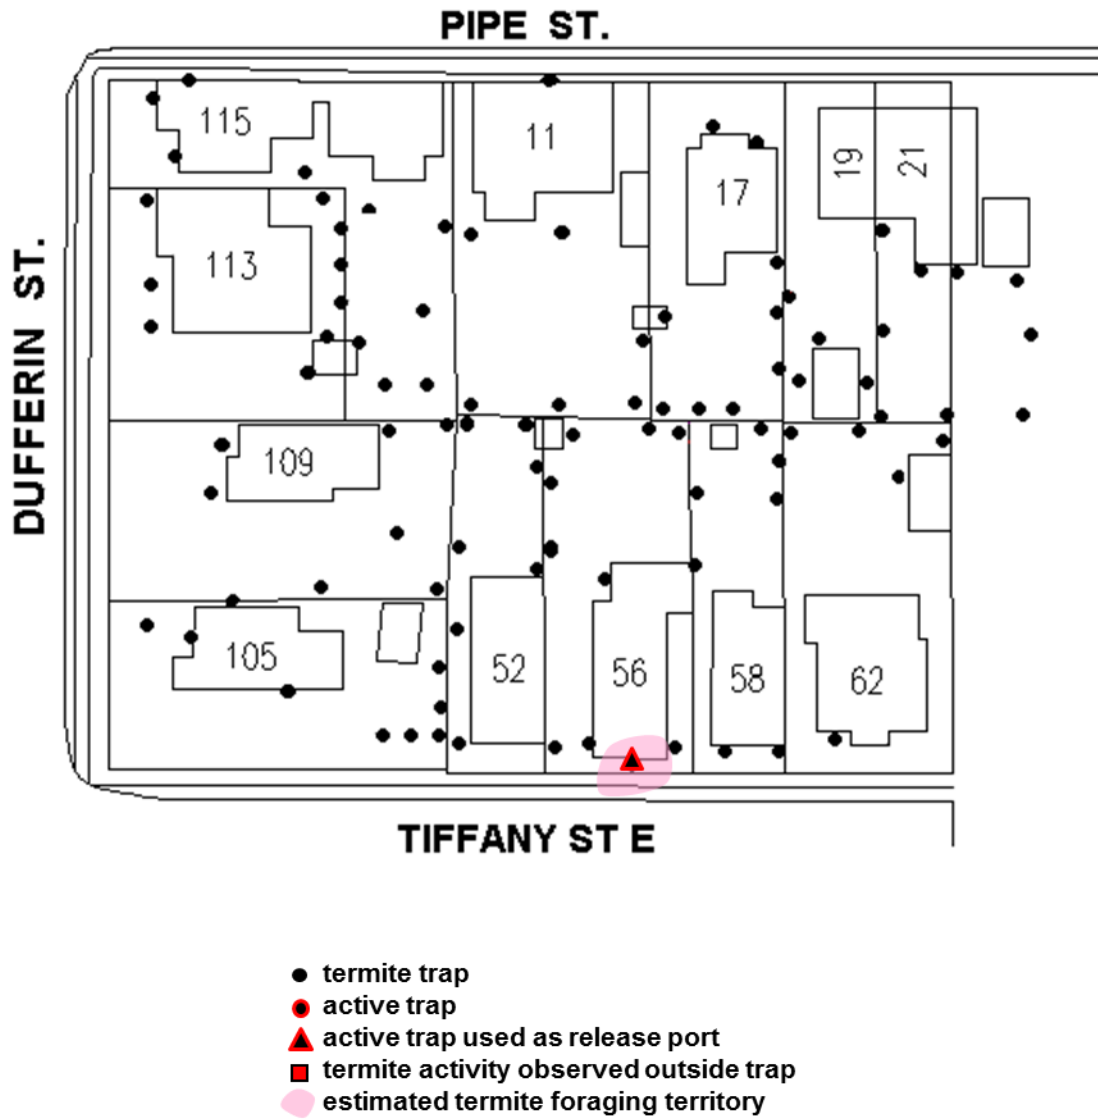 PIPE ST.
115
11
17
19
21
113
DUFFERIN ST.
109
105
52
56
58
62
TIFFANY ST E
termite trap
active trap
active trap used as release port
termite activity observed outside trap
estimated termite foraging territory